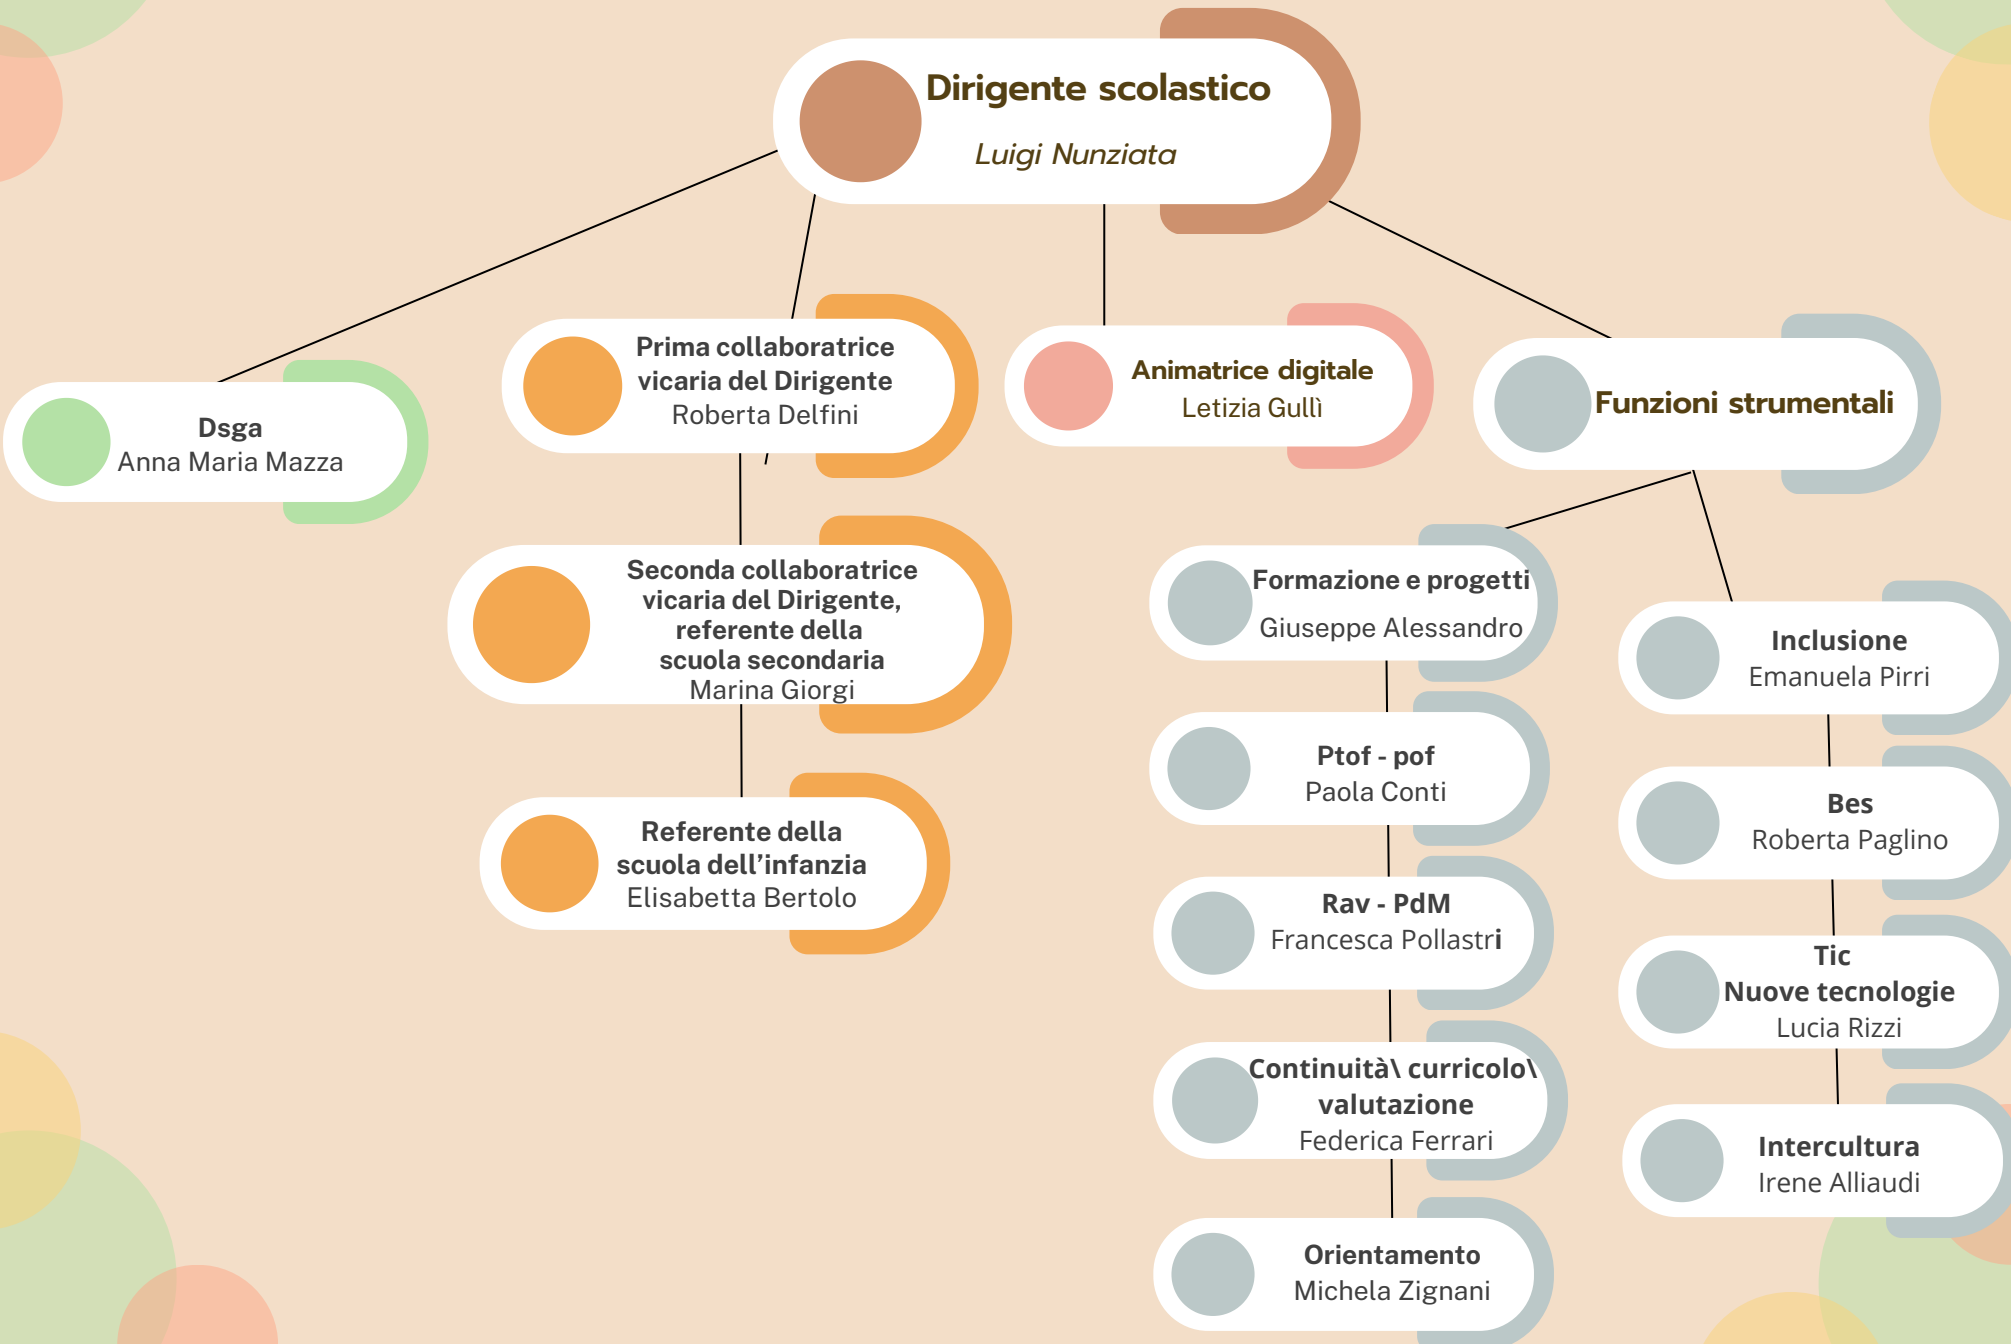 Dirigente scolastico
Luigi Nunziata
Dsga
Anna Maria Mazza
Prima collaboratrice
vicaria del Dirigente
Roberta Delfini
Seconda collaboratrice
vicaria del Dirigente,
referente della
scuola secondaria
Marina Giorgi
Referente della
scuola dell’infanzia
Elisabetta Bertolo
Animatrice digitale
Letizia Gullì
Funzioni strumentali
Formazione e progetti
Giuseppe Alessandro
Ptof - pof
Paola Conti
Rav - PdM
Francesca Pollastri
Continuità\ curricolo\
valutazione
Federica Ferrari
Orientamento
Michela Zignani
Inclusione
Emanuela Pirri
Bes
Roberta Paglino
Tic
Nuove tecnologie
Lucia Rizzi
Intercultura
Irene Alliaudi